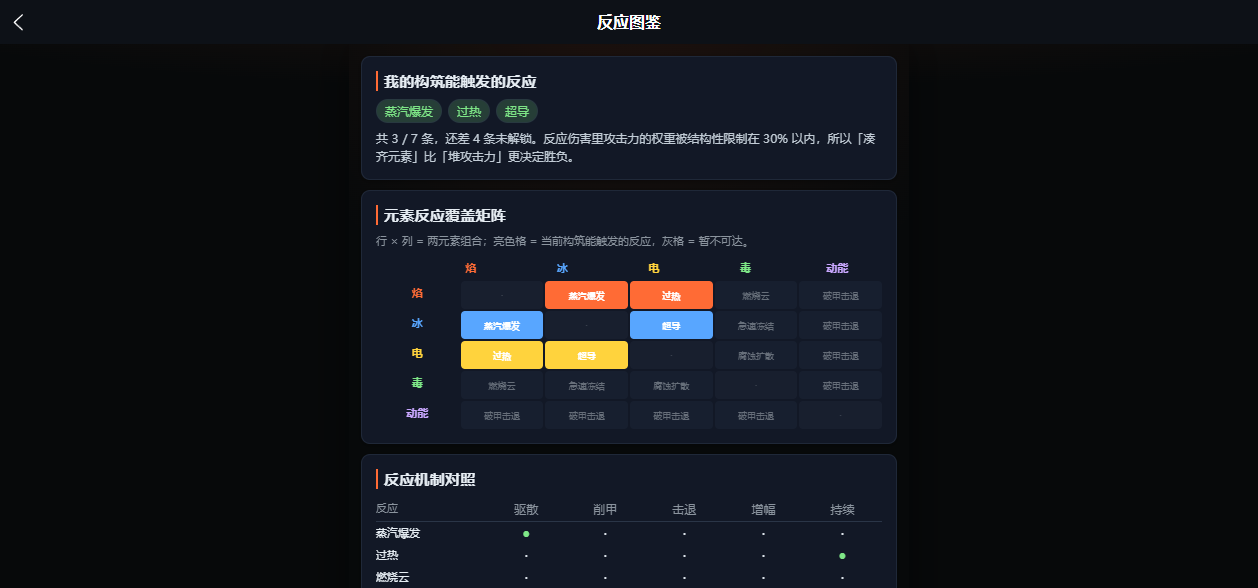 反应图鉴
我的构筑能触发的反应
蒸汽爆发 过热 超导
共 3 / 7 条，还差 4 条未解锁。反应伤害里攻击力的权重被结构性限制在 30% 以内，所以「凑
齐元素」比「堆攻击力」更决定胜负。
元素反应覆盖矩阵
行 × 列 = 两元素组合；亮色格 = 当前构筑能触发的反应，灰格 = 暂不可达。
焰 冰 电 毒 动能
焰 · 蒸汽爆发 过热 燃烧云 破甲击退
冰 蒸汽爆发 · 超导 急速冻结 破甲击退
电 过热 超导 · 腐蚀扩散 破甲击退
毒 燃烧云 急速冻结 腐蚀扩散 · 破甲击退
动能 破甲击退 破甲击退 破甲击退 破甲击退 ·
反应机制对照
反应 驱散 削甲 击退 增幅 持续
蒸汽爆发 ● · · · ·
过热 · · · · ●
燃烧云 · · · · ·